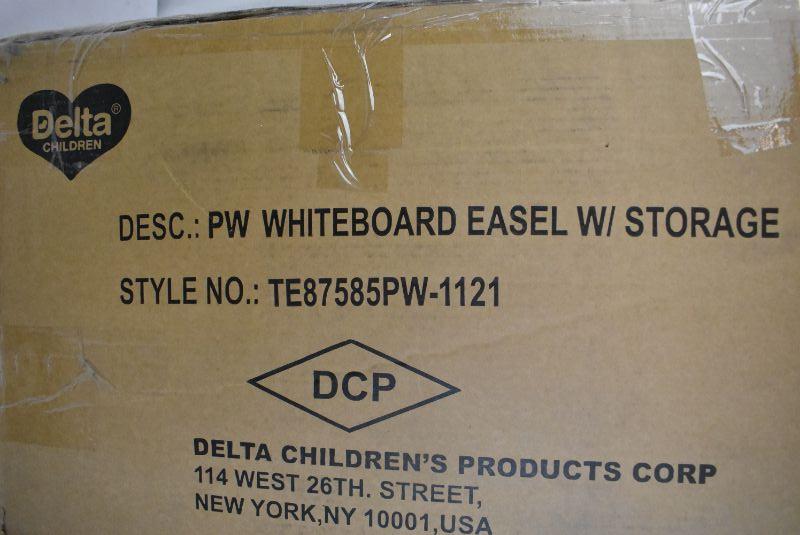 Delta®
CHILDREN
DESC.: PW WHITEBOARD EASEL W/ STORAGE
STYLE NO.: TE87585PW-1121
DCP
DELTA CHILDREN'S PRODUCTS CORP
114 WEST 26TH. STREET,
NEW YORK,NY 10001,USA